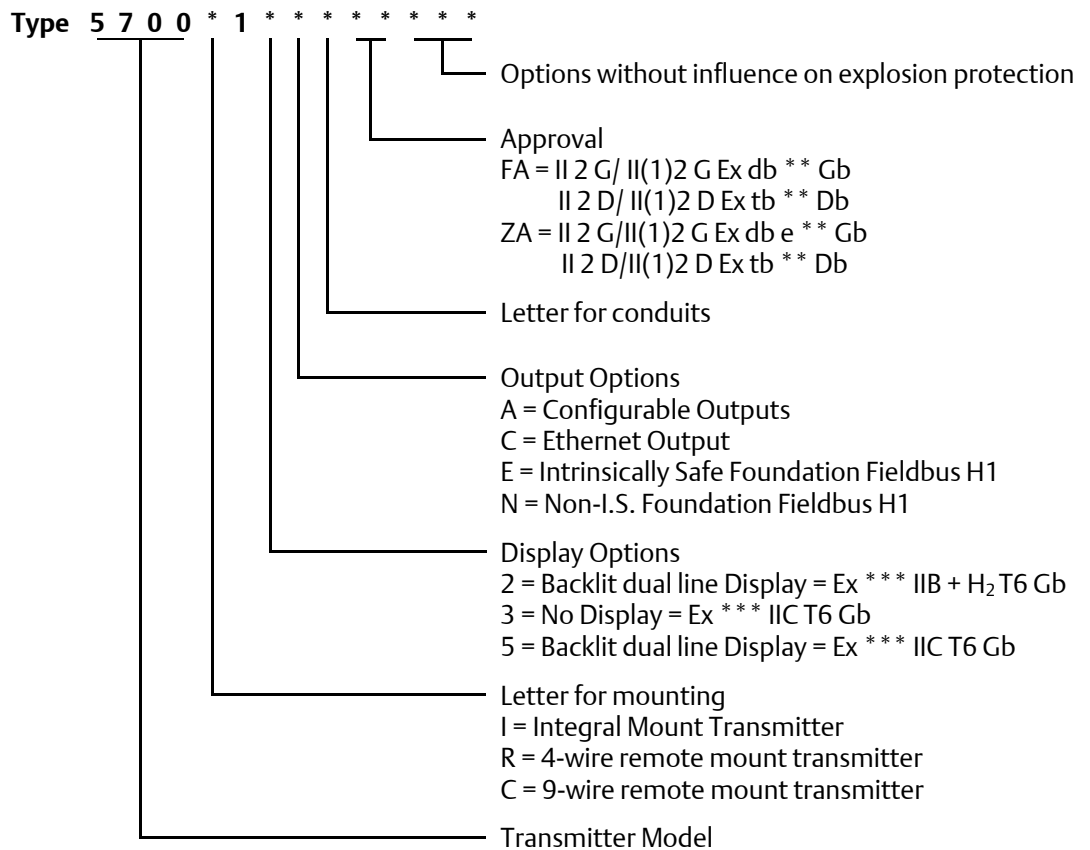 Type 5 7 0 0 * 1 * * * * * * * *
Options without influence on explosion protection
Approval
FA = II 2 G/ II(1)2 G Ex db ** Gb
II 2 D/ II(1)2 D Ex tb ** Db
ZA = II 2 G/II(1)2 G Ex db e ** Gb
II 2 D/II(1)2 D Ex tb ** Db
Letter for conduits
Output Options
A = Configurable Outputs
C = Ethernet Output
E = Intrinsically Safe Foundation Fieldbus H1
N = Non-I.S. Foundation Fieldbus H1
Display Options
2 = Backlit dual line Display = Ex *** IIB + H₂ T6 Gb
3 = No Display = Ex *** IIC T6 Gb
5 = Backlit dual line Display = Ex *** IIC T6 Gb
Letter for mounting
I = Integral Mount Transmitter
R = 4-wire remote mount transmitter
C = 9-wire remote mount transmitter
Transmitter Model